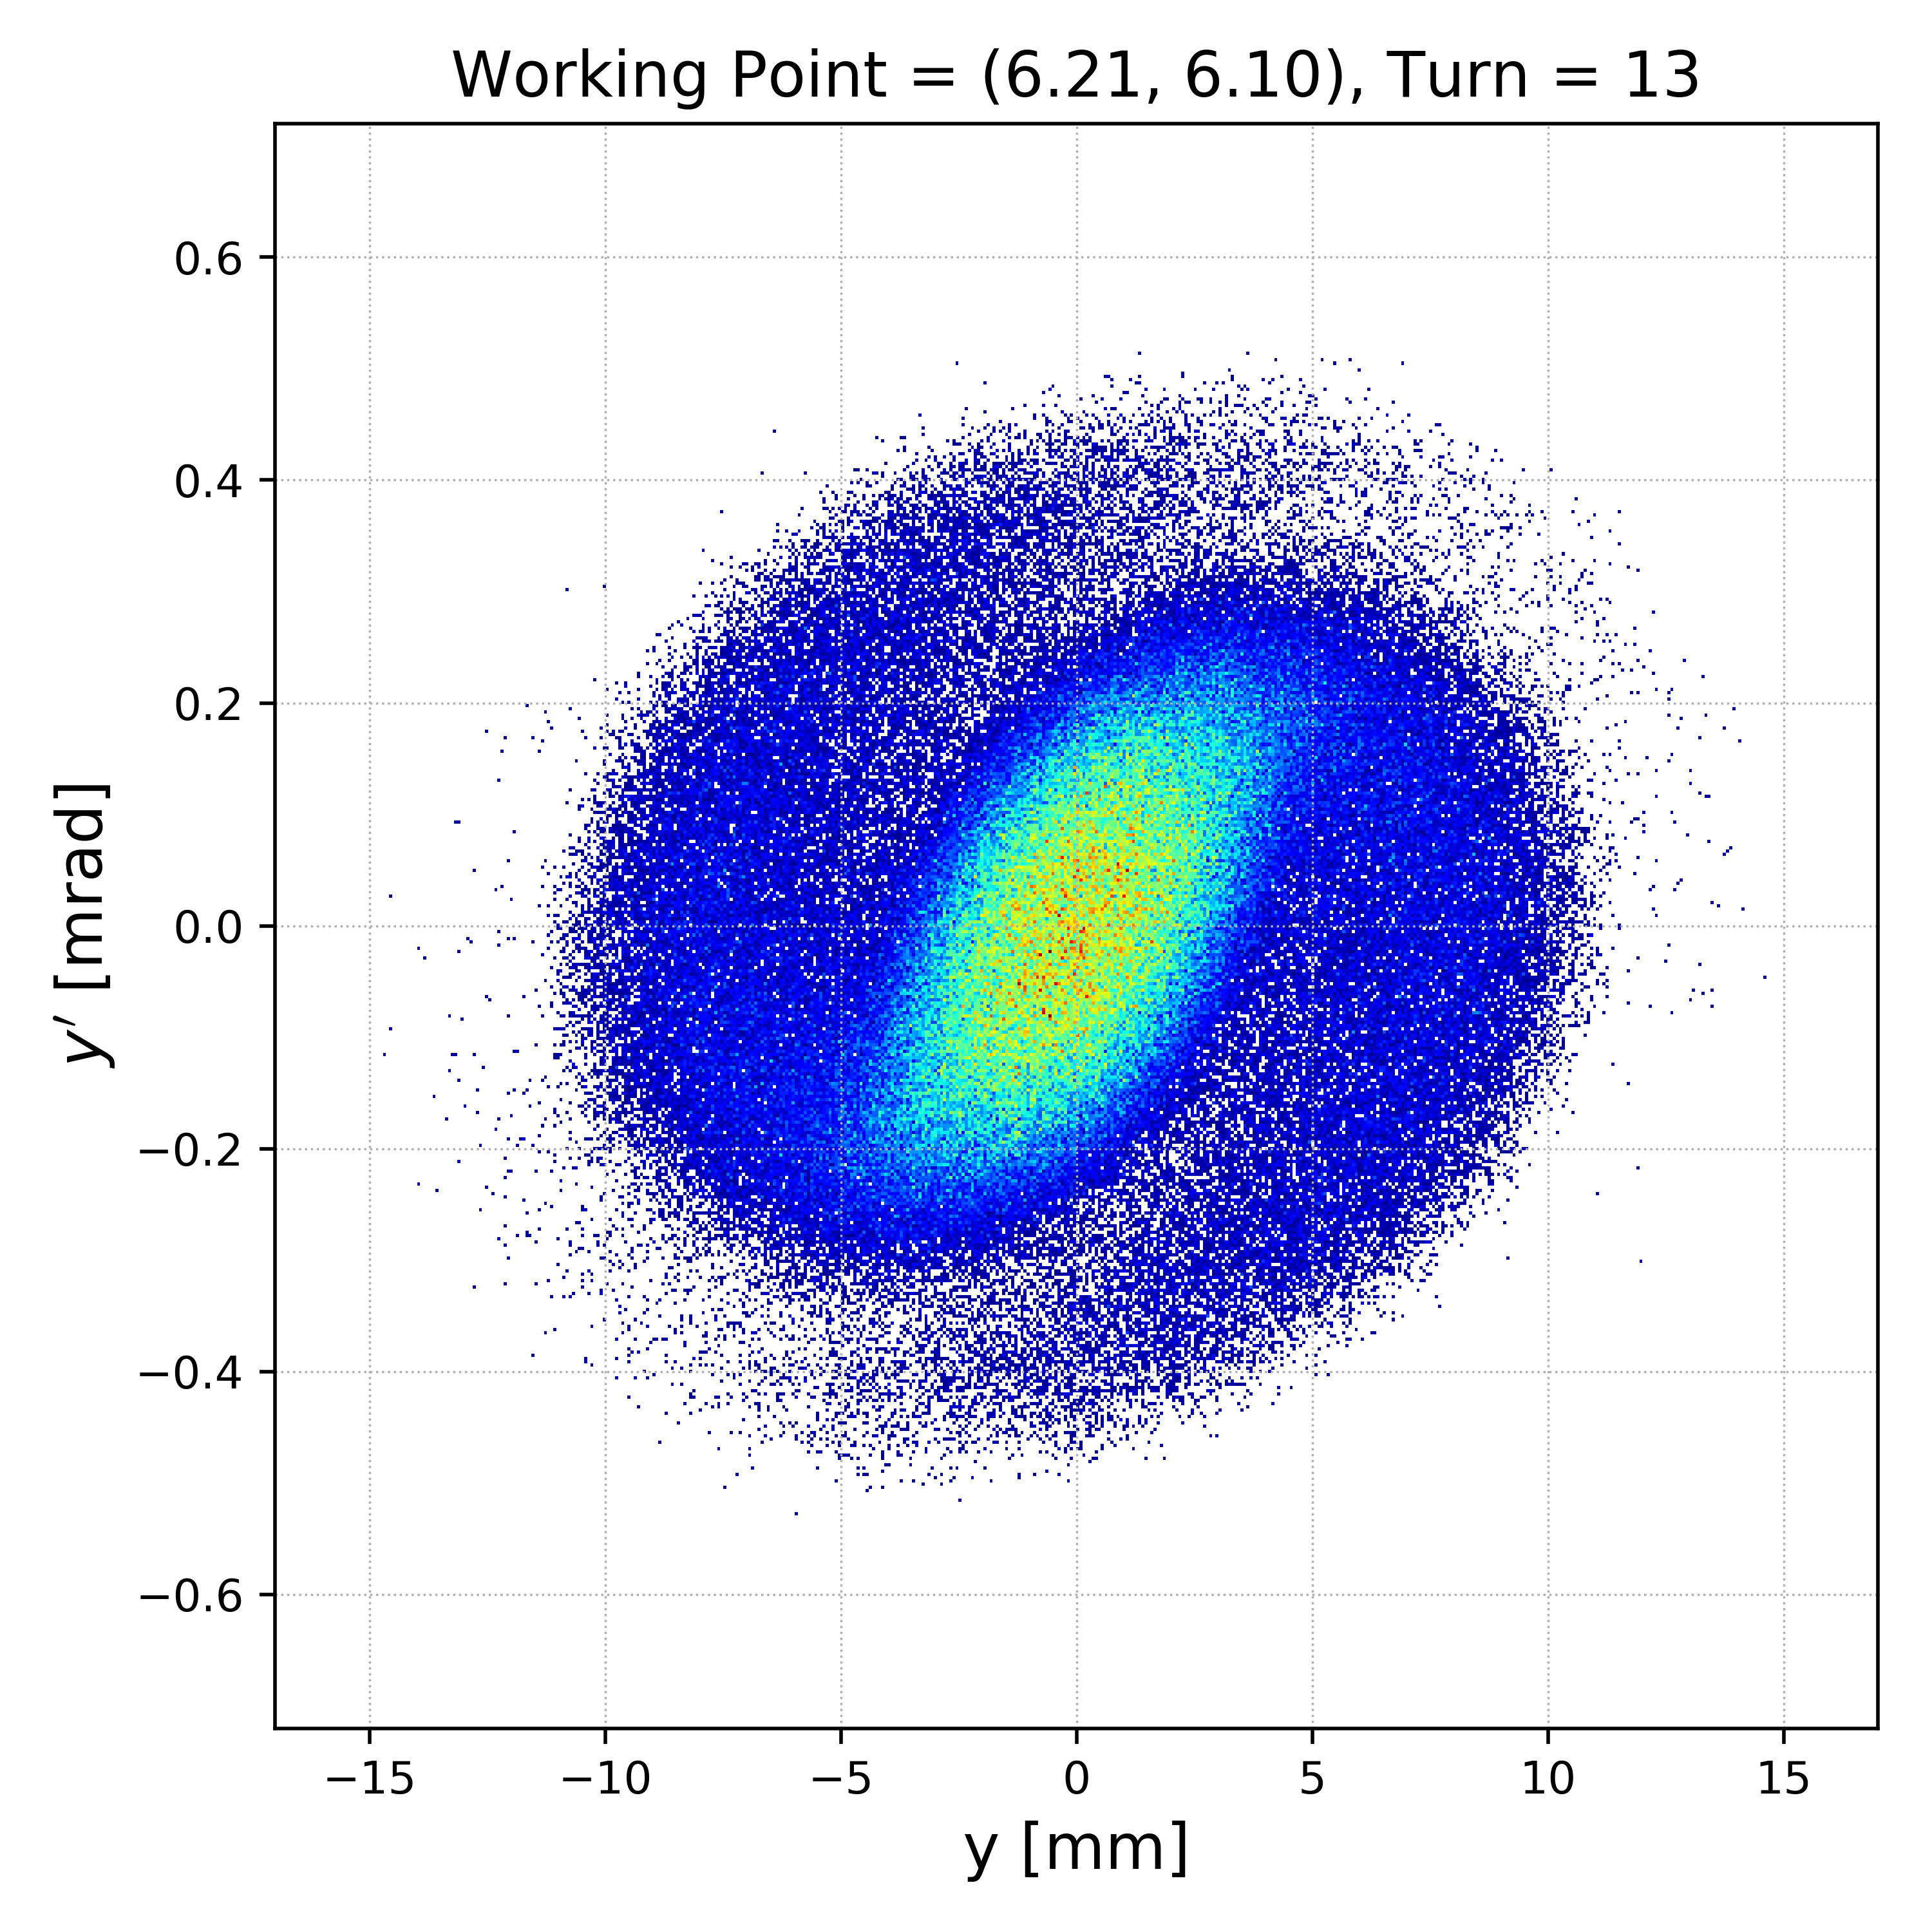 Working Point = (6.21, 6.10), Turn = 13
0.6
0.4
0.2
0.0
−0.2
−0.4
−0.6
y′ [mrad]
−15 −10 −5 0 5 10 15
y [mm]